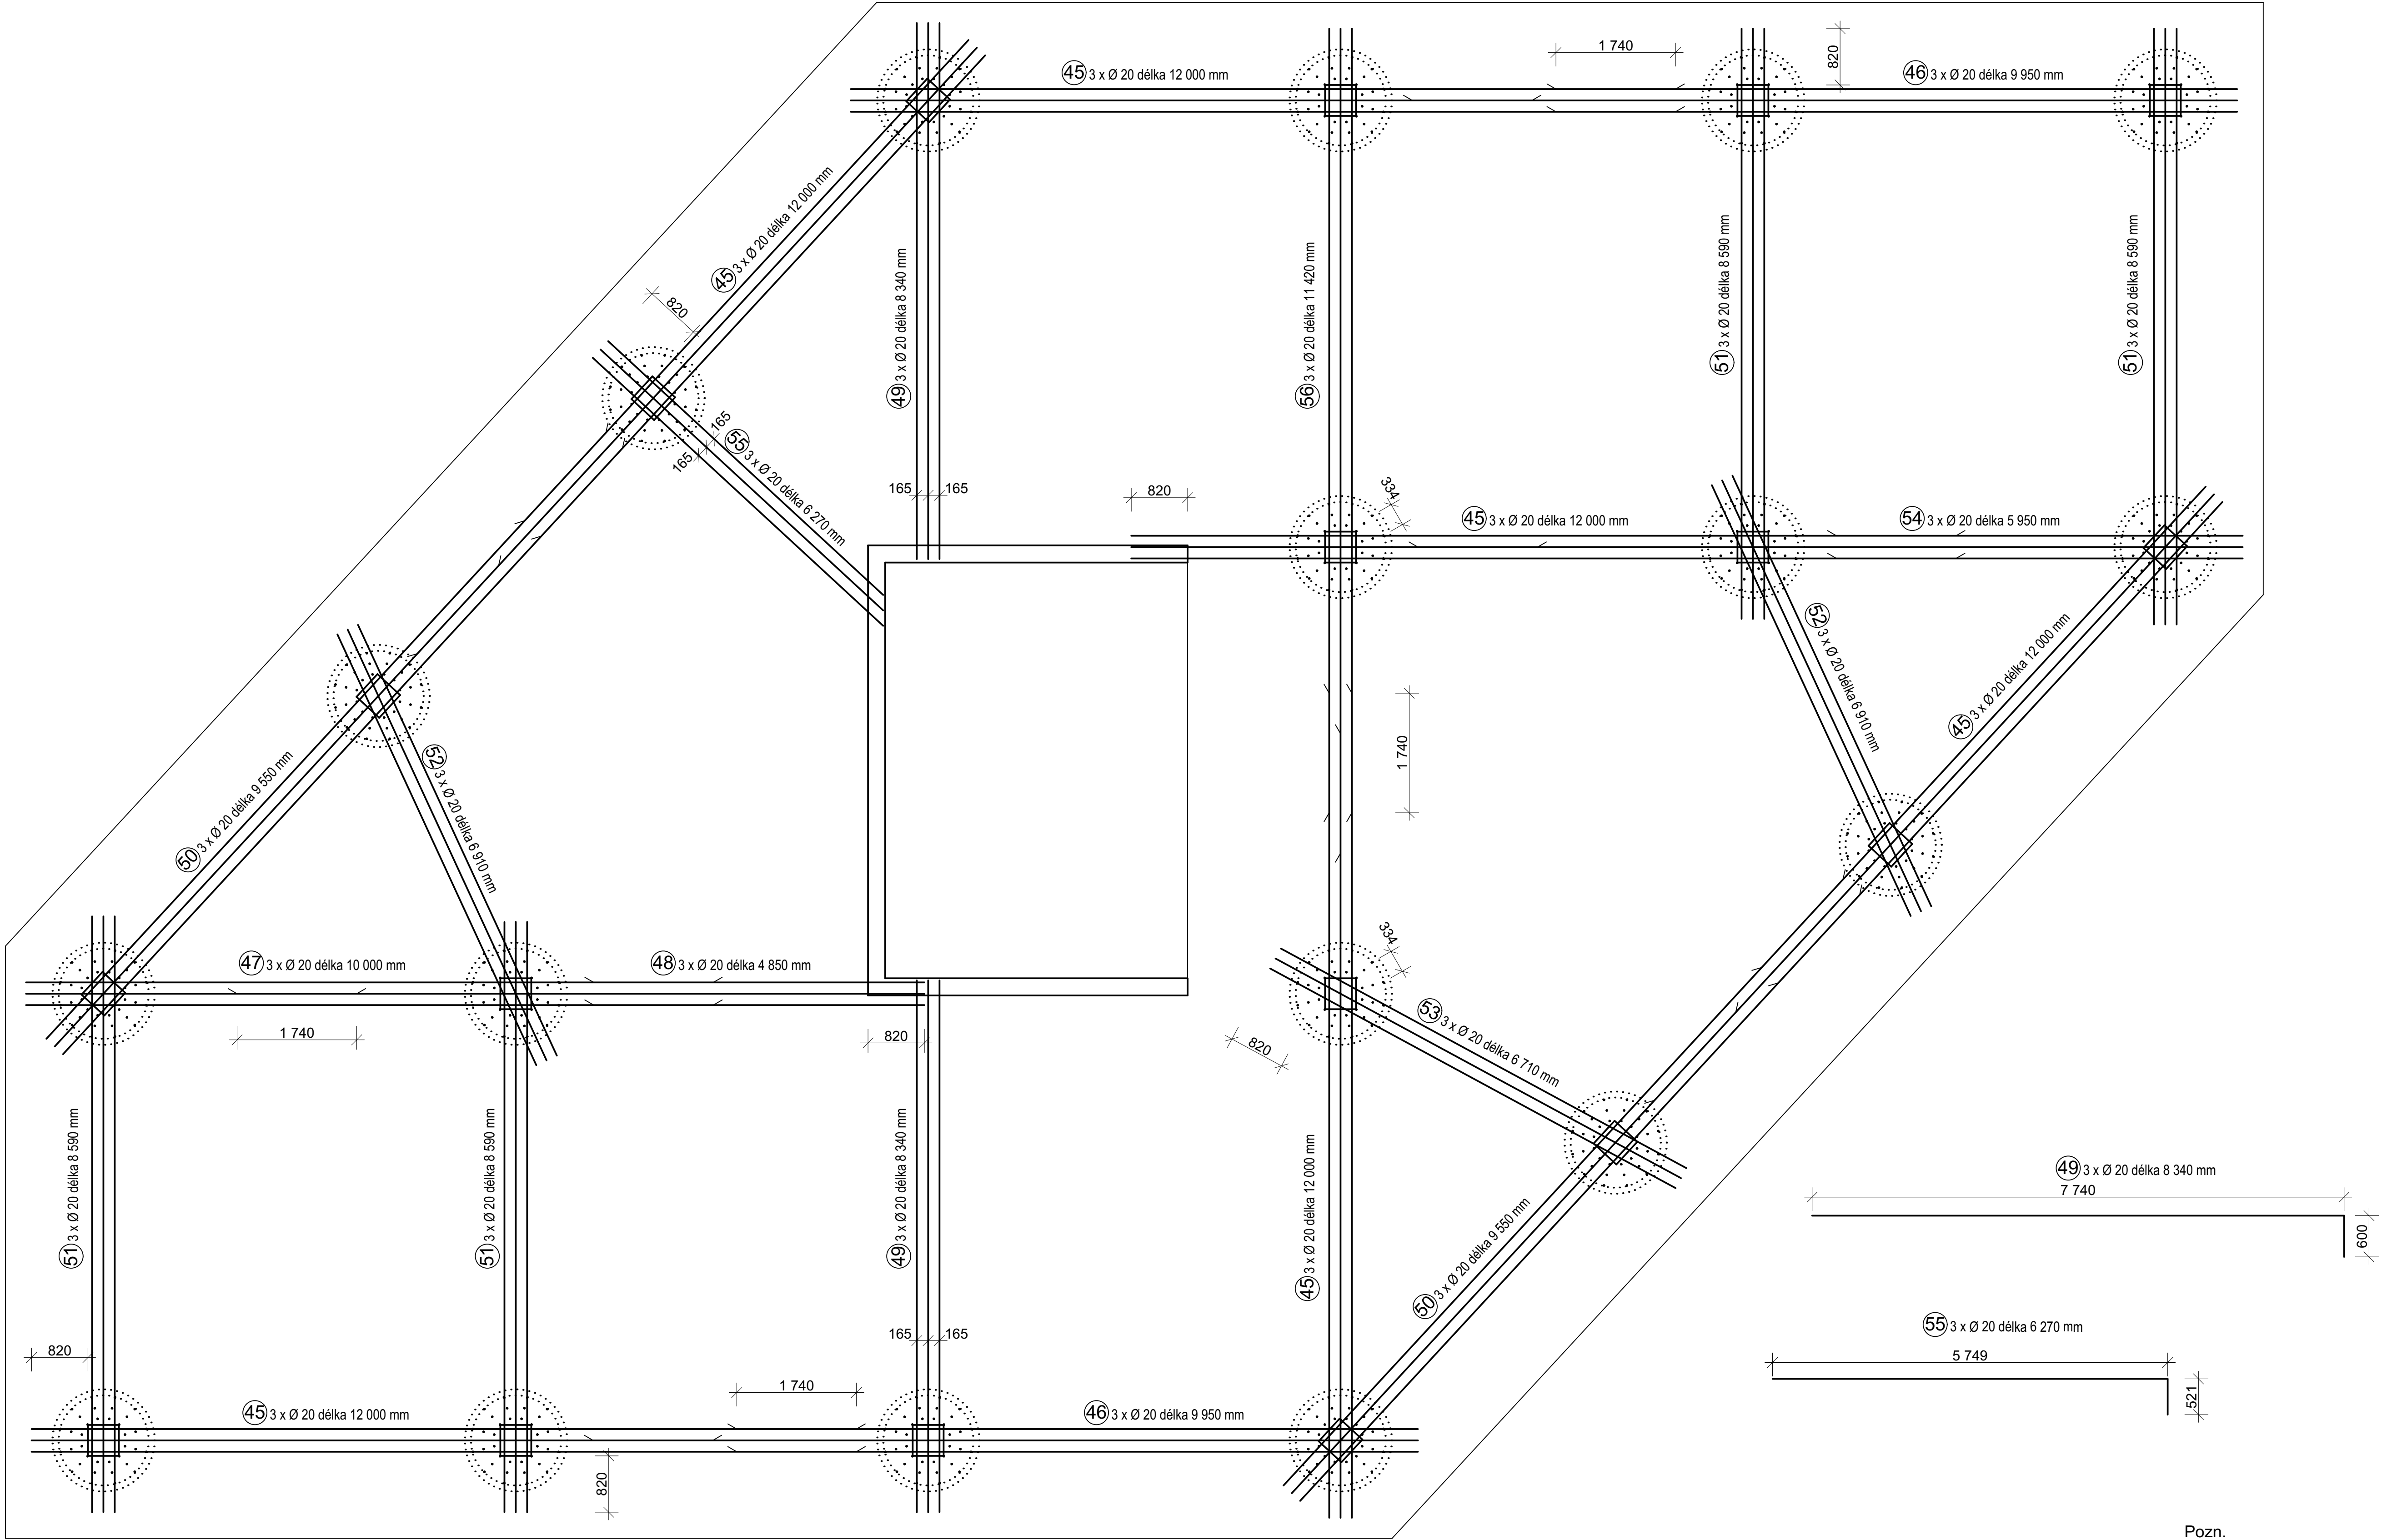 45 3 x Ø 20 délka 12 000 mm
1 740
820
46 3 x Ø 20 délka 9 950 mm
45 3 x Ø 20 délka 12 000 mm
820
49 3 x Ø 20 délka 8 340 mm
56 3 x Ø 20 délka 11 420 mm
51 3 x Ø 20 délka 8 590 mm
51 3 x Ø 20 délka 8 590 mm
165
165
55 3 x Ø 20 délka 6 270 mm
165
165
820
334
45 3 x Ø 20 délka 12 000 mm
54 3 x Ø 20 délka 5 950 mm
52 3 x Ø 20 délka 6 910 mm
45 3 x Ø 20 délka 12 000 mm
1 740
50 3 x Ø 20 délka 9 550 mm
52 3 x Ø 20 délka 6 910 mm
47 3 x Ø 20 délka 10 000 mm
48 3 x Ø 20 délka 4 850 mm
1 740
820
334
53 3 x Ø 20 délka 6 710 mm
820
51 3 x Ø 20 délka 8 590 mm
51 3 x Ø 20 délka 8 590 mm
49 3 x Ø 20 délka 8 340 mm
45 3 x Ø 20 délka 12 000 mm
50 3 x Ø 20 délka 9 550 mm
49 3 x Ø 20 délka 8 340 mm
7 740
600
165
165
55 3 x Ø 20 délka 6 270 mm
5 749
521
820
1 740
45 3 x Ø 20 délka 12 000 mm
46 3 x Ø 20 délka 9 950 mm
820
Pozn.